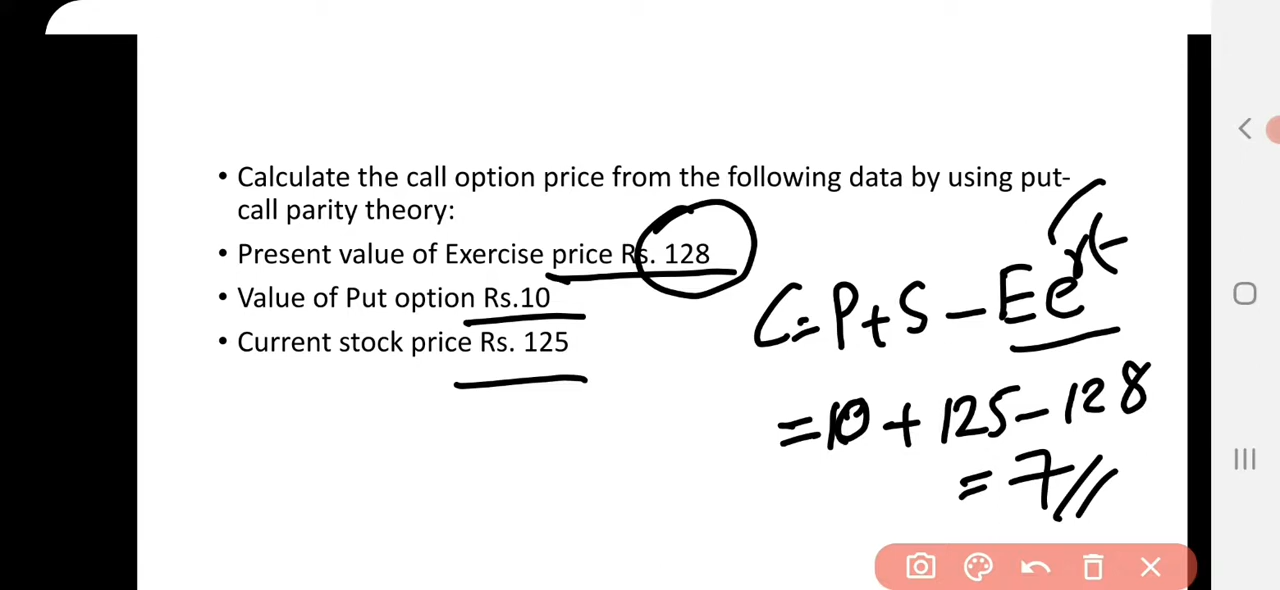 • Calculate the call option price from the following data by using put-
call parity theory:
• Present value of Exercise price Rs. 128
• Value of Put option Rs.10
• Current stock price Rs. 125
C = P + S - Ee^rt
= 10 + 125 - 128
= 7//